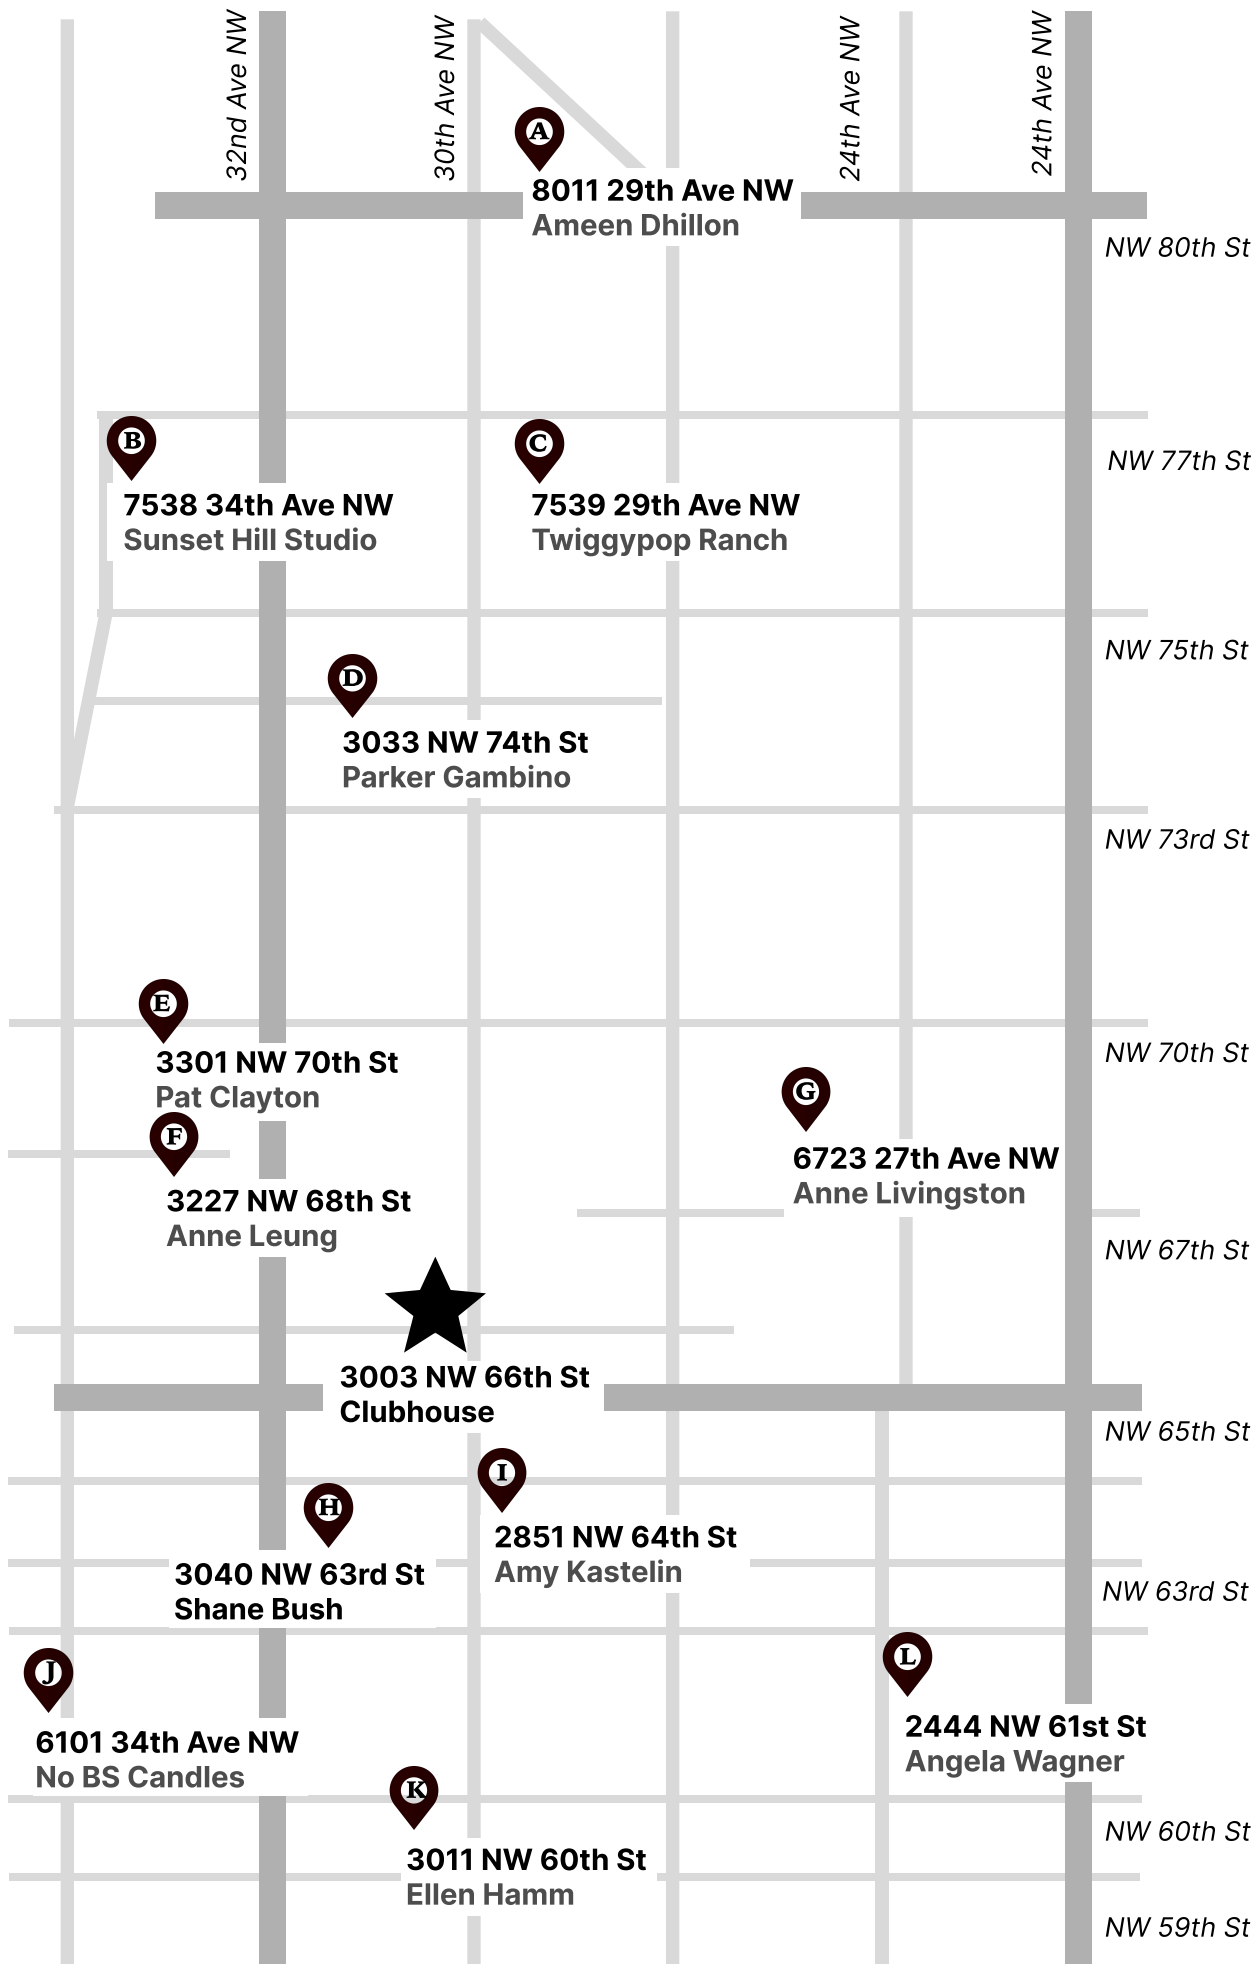 32nd Ave NW
30th Ave NW
24th Ave NW
24th Ave NW
A
8011 29th Ave NW
Ameen Dhillon
NW 80th St
B
C
NW 77th St
7538 34th Ave NW
Sunset Hill Studio
7539 29th Ave NW
Twiggypop Ranch
NW 75th St
D
3033 NW 74th St
Parker Gambino
NW 73rd St
E
3301 NW 70th St
Pat Clayton
NW 70th St
G
F
6723 27th Ave NW
Anne Livingston
3227 NW 68th St
Anne Leung
NW 67th St
3003 NW 66th St
Clubhouse
NW 65th St
I
H
2851 NW 64th St
Amy Kastelin
3040 NW 63rd St
Shane Bush
NW 63rd St
L
J
2444 NW 61st St
Angela Wagner
6101 34th Ave NW
No BS Candles
K
NW 60th St
3011 NW 60th St
Ellen Hamm
NW 59th St